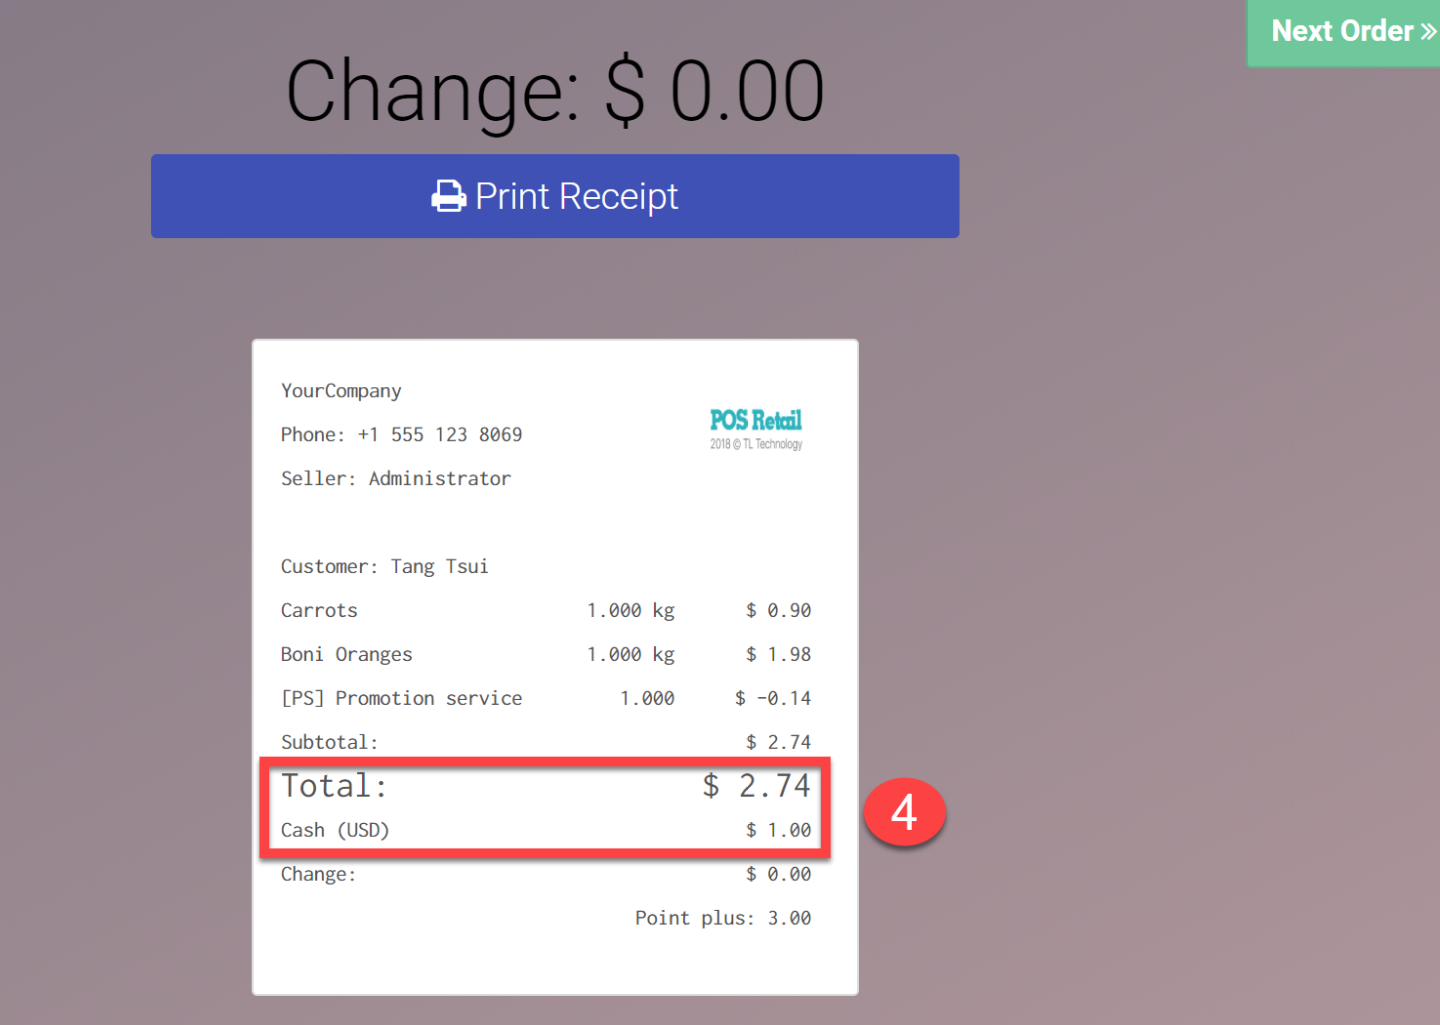 Next Order »
Change: $ 0.00
Print Receipt
YourCompany
POS Retail
2018 © TL Technology
Phone: +1 555 123 8069
Seller: Administrator
Customer: Tang Tsui
Carrots 1.000 kg $ 0.90
Boni Oranges 1.000 kg $ 1.98
[PS] Promotion service 1.000 $ -0.14
Subtotal: $ 2.74
Total: $ 2.74
4
Cash (USD) $ 1.00
Change: $ 0.00
Point plus: 3.00